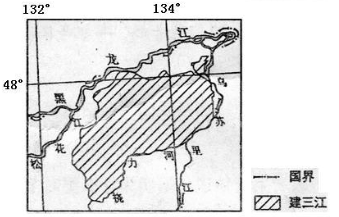 132° 134°
江
龙
48° 乌
黑
江 苏
花
松 力 河 里
挠 江
国界
建三江